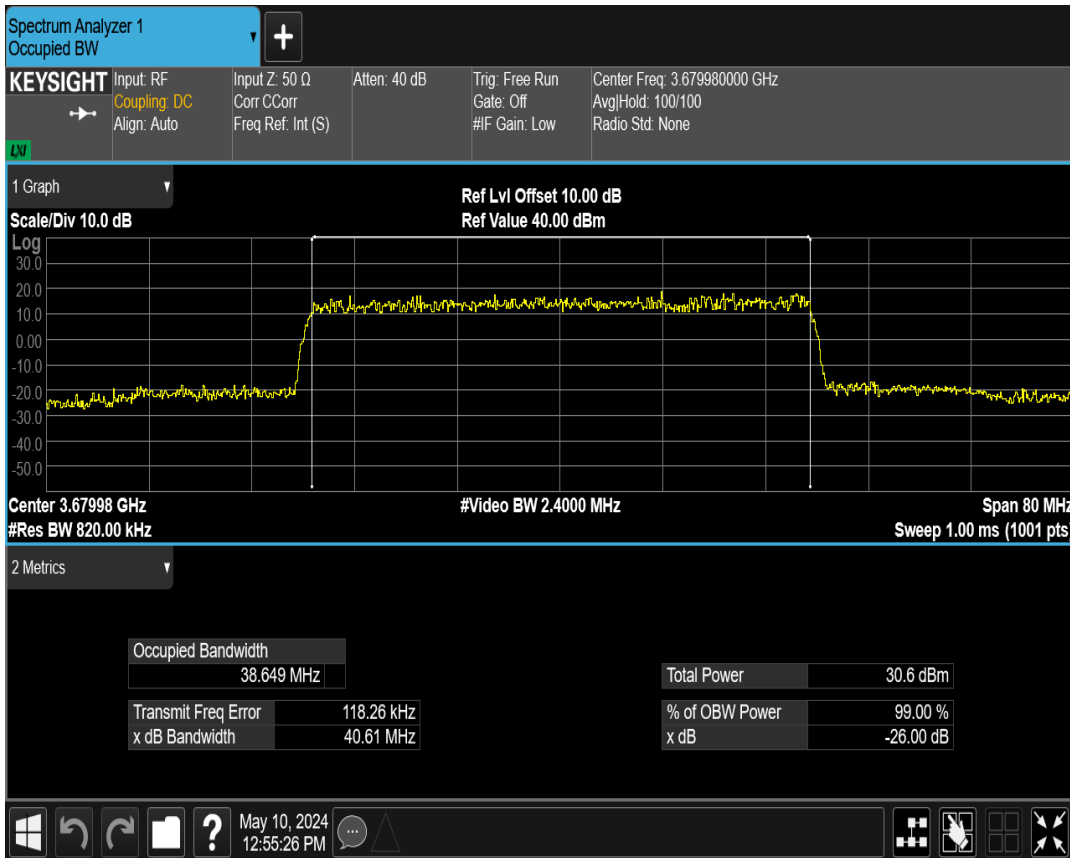 Spectrum Analyzer 1
Occupied BW
KEYSIGHT
LXI
Input: RF
Coupling: DC
Align: Auto
Input Z: 50 Ω
Corr CCorr
Freq Ref: Int (S)
Atten: 40 dB
Trig: Free Run
Gate: Off
#IF Gain: Low
Center Freq: 3.679980000 GHz
Avg|Hold: 100/100
Radio Std: None
1 Graph
Ref Lvl Offset 10.00 dB
Scale/Div 10.0 dB
Ref Value 40.00 dBm
Log
30.0
20.0
10.0
0.00
-10.0
-20.0
-30.0
-40.0
-50.0
Center 3.67998 GHz
#Video BW 2.4000 MHz
Span 80 MHz
#Res BW 820.00 kHz
Sweep 1.00 ms (1001 pts)
2 Metrics
Occupied Bandwidth
38.649 MHz
Total Power 30.6 dBm
Transmit Freq Error 118.26 kHz
% of OBW Power 99.00 %
x dB Bandwidth 40.61 MHz
x dB -26.00 dB
?
May 10, 2024
12:55:26 PM